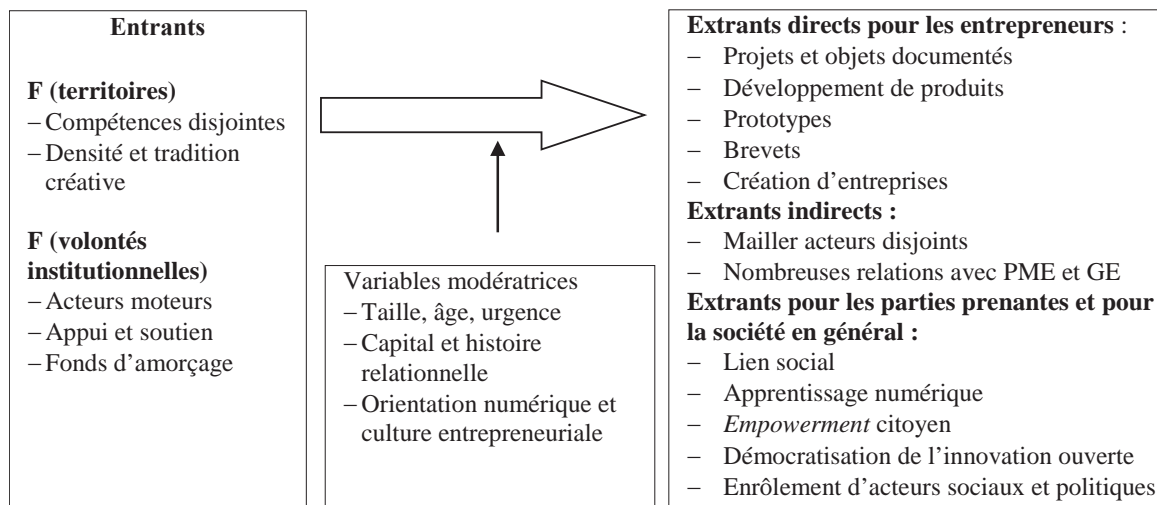 Entrants
F (territoires)
– Compétences disjointes
– Densité et tradition
créative
F (volontés
institutionnelles)
– Acteurs moteurs
– Appui et soutien
– Fonds d’amorçage
Variables modératrices
– Taille, âge, urgence
– Capital et histoire
relationnelle
– Orientation numérique et
culture entrepreneuriale
Extrants directs pour les entrepreneurs :
– Projets et objets documentés
– Développement de produits
– Prototypes
– Brevets
– Création d’entreprises
Extrants indirects :
– Mailler acteurs disjoints
– Nombreuses relations avec PME et GE
Extrants pour les parties prenantes et pour
la société en général :
– Lien social
– Apprentissage numérique
– Empowerment citoyen
– Démocratisation de l’innovation ouverte
– Enrôlement d’acteurs sociaux et politiques